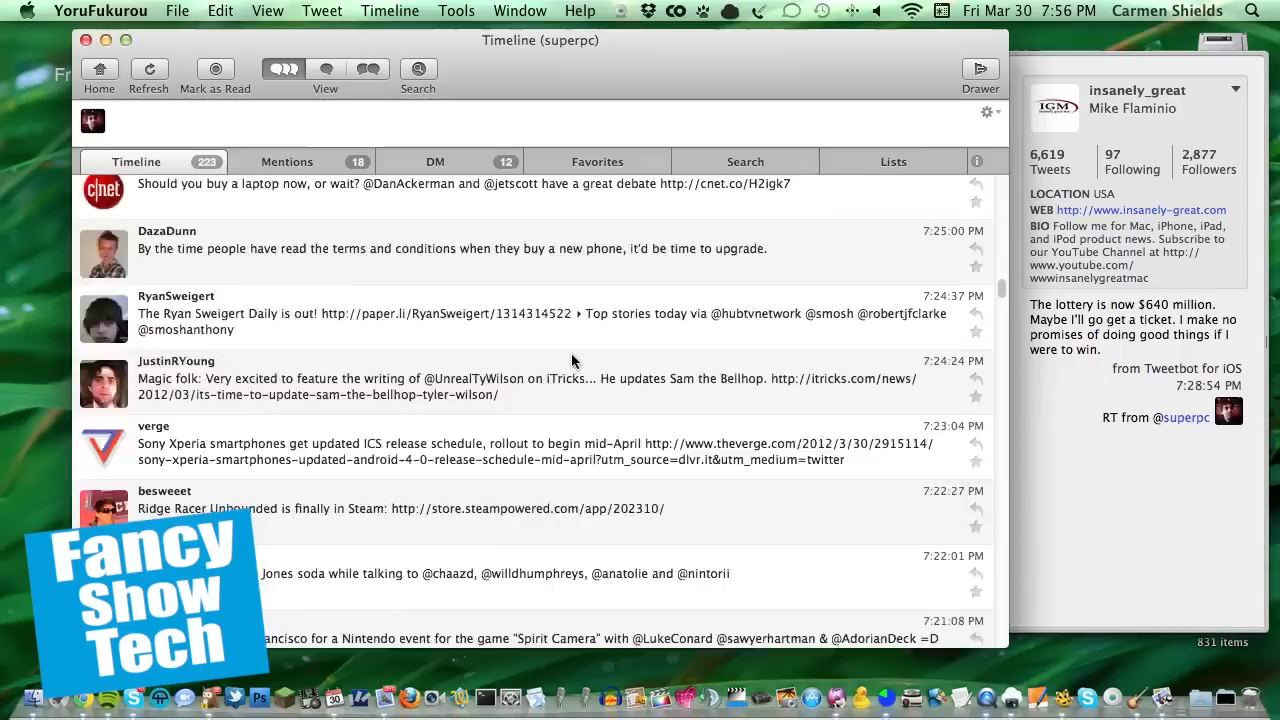 YoruFukurou File Edit View Tweet Timeline Tools Window Help Fri Mar 30 7:56 PM Carmen Shields
Timeline (superpc)
Home Refresh Mark as Read View Search Drawer
Timeline 223 Mentions 18 DM 12 Favorites Search Lists
c|net
Should you buy a laptop now, or wait? @DanAckerman and @jetscott have a great debate http://cnet.co/H2igk7
DazaDunn 7:25:00 PM
By the time people have read the terms and conditions when they buy a new phone, it'd be time to upgrade.
RyanSweigert 7:24:37 PM
The Ryan Sweigert Daily is out! http://paper.li/RyanSweigert/1314314522 ▸ Top stories today via @hubtvnetwork @smosh @robertjfclarke
@smoshanthony
JustinRYoung 7:24:24 PM
Magic folk: Very excited to feature the writing of @UnrealTyWilson on iTricks... He updates Sam the Bellhop. http://itricks.com/news/
2012/03/its-time-to-update-sam-the-bellhop-tyler-wilson/
verge 7:23:04 PM
Sony Xperia smartphones get updated ICS release schedule, rollout to begin mid-April http://www.theverge.com/2012/3/30/2915114/
sony-xperia-smartphones-updated-android-4-0-release-schedule-mid-april?utm_source=dlvr.it&utm_medium=twitter
besweeet 7:22:27 PM
Ridge Racer Unbounded is finally in Steam: http://store.steampowered.com/app/202310/
7:22:01 PM
Jones soda while talking to @chaazd, @willdhumphreys, @anatolie and @nintorii
7:21:08 PM
ancisco for a Nintendo event for the game "Spirit Camera" with @LukeConard @sawyerhartman & @AdorianDeck =D
IGM
insanely_great
Mike Flaminio
6,619 97 2,877
Tweets Following Followers
LOCATION USA
WEB http://www.insanely-great.com
BIO Follow me for Mac, iPhone, iPad,
and iPod product news. Subscribe to
our YouTube Channel at http://
www.youtube.com/
wwwinsanelygreatmac
The lottery is now $640 million.
Maybe I'll go get a ticket. I make no
promises of doing good things if I
were to win.
from Tweetbot for iOS
7:28:54 PM
RT from @superpc
831 items
Fancy
Show
Tech